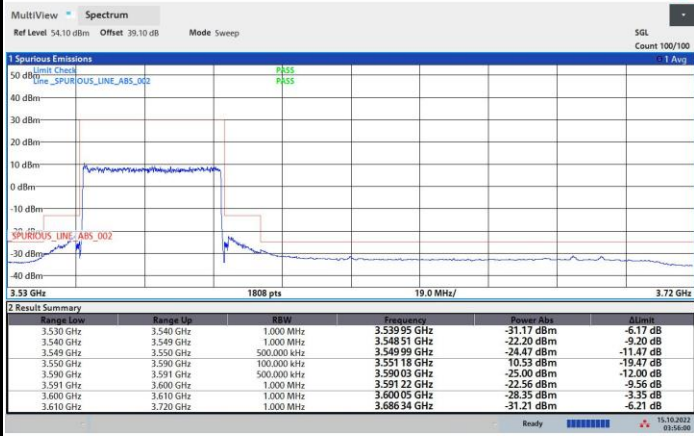 MultiView Spectrum
Ref Level 54.10 dBm Offset 39.10 dB Mode Sweep SGL
Count 100/100
1 Spurious Emissions 1 Avg
50 dBm Limit Check PASS
Line _SPURIOUS_LINE_ABS_002 PASS
40 dBm
30 dBm
20 dBm
10 dBm
0 dBm
-10 dBm
_SPURIOUS_LINE_ABS_002
-30 dBm
-40 dBm
3.53 GHz 1808 pts 19.0 MHz/ 3.72 GHz
2 Result Summary
Range Low Range Up RBW Frequency Power Abs ΔLimit
3.530 GHz 3.540 GHz 1.000 MHz 3.539 95 GHz -31.17 dBm -6.17 dB
3.540 GHz 3.549 GHz 1.000 MHz 3.548 51 GHz -22.20 dBm -9.20 dB
3.549 GHz 3.550 GHz 500.000 kHz 3.549 99 GHz -24.47 dBm -11.47 dB
3.550 GHz 3.590 GHz 100.000 kHz 3.551 18 GHz 10.53 dBm -19.47 dB
3.590 GHz 3.591 GHz 500.000 kHz 3.590 03 GHz -25.00 dBm -12.00 dB
3.591 GHz 3.600 GHz 1.000 MHz 3.591 22 GHz -22.56 dBm -9.56 dB
3.600 GHz 3.610 GHz 1.000 MHz 3.600 05 GHz -28.35 dBm -3.35 dB
3.610 GHz 3.720 GHz 1.000 MHz 3.686 34 GHz -31.21 dBm -6.21 dB
Ready 15.10.2022
03:56:00